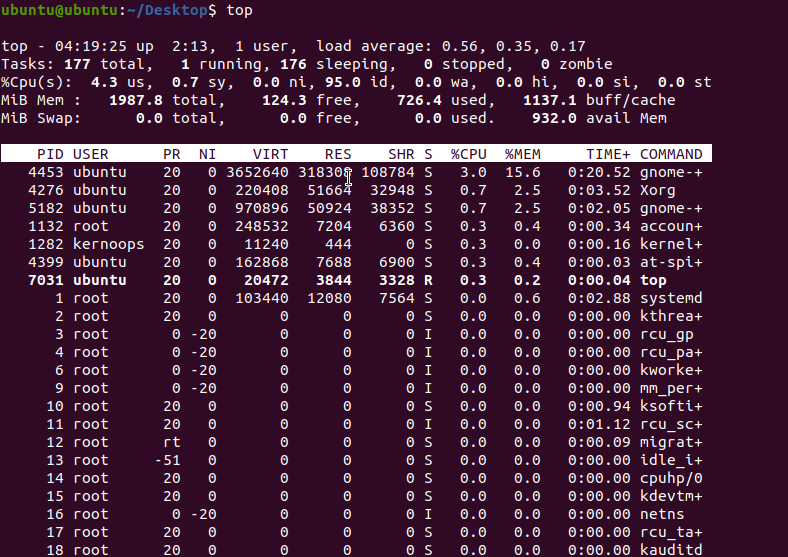 ubuntu@ubuntu:~/Desktop$ top
top - 04:19:25 up  2:13,  1 user,  load average: 0.56, 0.35, 0.17
Tasks: 177 total,   1 running, 176 sleeping,   0 stopped,   0 zombie
%Cpu(s):  4.3 us,  0.7 sy,  0.0 ni, 95.0 id,  0.0 wa,  0.0 hi,  0.0 si,  0.0 st
MiB Mem :   1987.8 total,    124.3 free,    726.4 used,   1137.1 buff/cache
MiB Swap:      0.0 total,      0.0 free,      0.0 used.    932.0 avail Mem
PID USER      PR  NI    VIRT    RES    SHR S  %CPU  %MEM     TIME+ COMMAND
4453 ubuntu    20   0 3652640 318308 108784 S   3.0  15.6   0:20.52 gnome-+
4276 ubuntu    20   0  220408  51664  32948 S   0.7   2.5   0:03.52 Xorg
5182 ubuntu    20   0  970896  50924  38352 S   0.7   2.5   0:02.05 gnome-+
1132 root      20   0  248532   7204   6360 S   0.3   0.4   0:00.34 accoun+
1282 kernoops  20   0   11240    444      0 S   0.3   0.0   0:00.16 kernel+
4399 ubuntu    20   0  162868   7688   6900 S   0.3   0.4   0:00.03 at-spi+
7031 ubuntu    20   0   20472   3844   3328 R   0.3   0.2   0:00.04 top
1 root      20   0  103440  12080   7564 S   0.0   0.6   0:02.88 systemd
2 root      20   0       0      0      0 S   0.0   0.0   0:00.00 kthrea+
3 root       0 -20       0      0      0 I   0.0   0.0   0:00.00 rcu_gp
4 root       0 -20       0      0      0 I   0.0   0.0   0:00.00 rcu_pa+
6 root       0 -20       0      0      0 I   0.0   0.0   0:00.00 kworke+
9 root       0 -20       0      0      0 I   0.0   0.0   0:00.00 mm_per+
10 root      20   0       0      0      0 S   0.0   0.0   0:00.94 ksofti+
11 root      20   0       0      0      0 I   0.0   0.0   0:01.12 rcu_sc+
12 root      rt   0       0      0      0 S   0.0   0.0   0:00.09 migrat+
13 root     -51   0       0      0      0 S   0.0   0.0   0:00.00 idle_i+
14 root      20   0       0      0      0 S   0.0   0.0   0:00.00 cpuhp/0
15 root      20   0       0      0      0 S   0.0   0.0   0:00.00 kdevtm+
16 root       0 -20       0      0      0 I   0.0   0.0   0:00.00 netns
17 root      20   0       0      0      0 S   0.0   0.0   0:00.00 rcu_ta+
18 root      20   0       0      0      0 S   0.0   0.0   0:00.00 kauditd